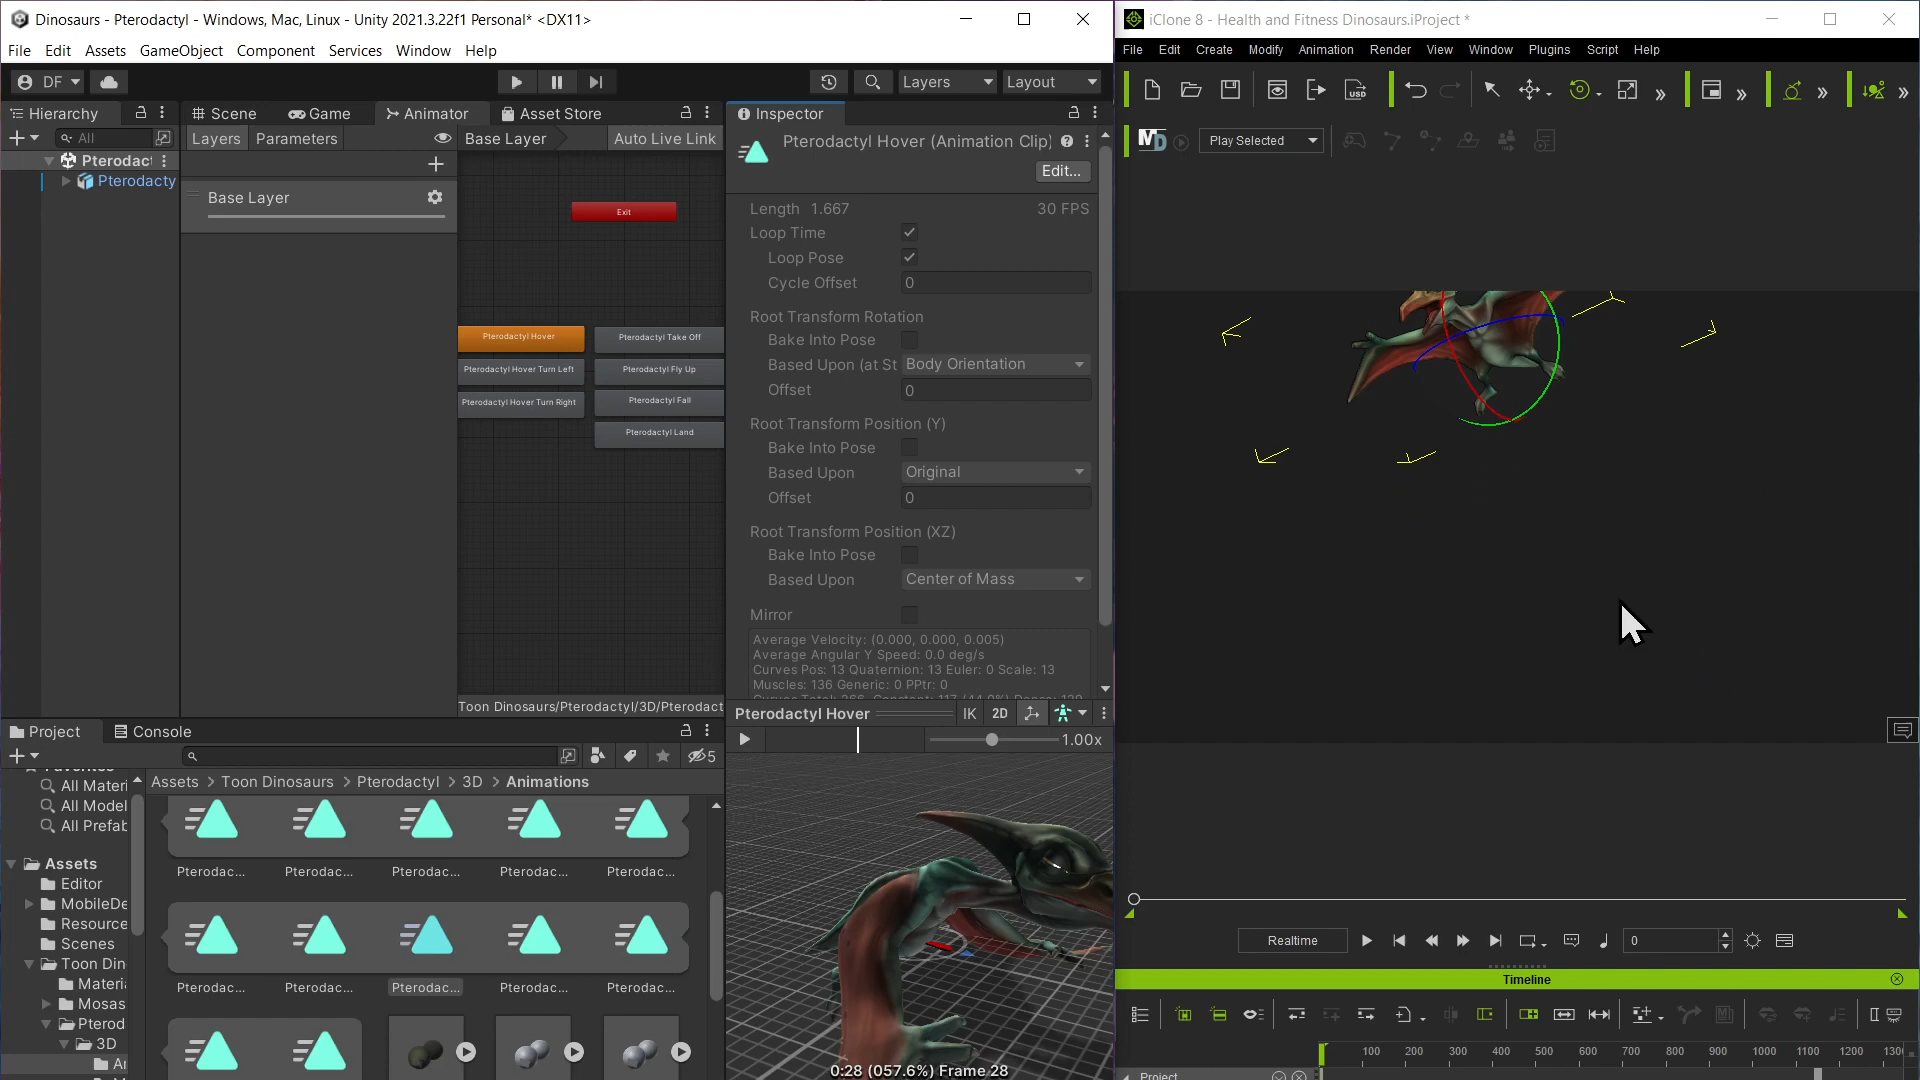 Dinosaurs - Pterodactyl - Windows, Mac, Linux - Unity 2021.3.22f1 Personal* <DX11>
File Edit Assets GameObject Component Services Window Help
DF
Layers
Layout
Hierarchy
Scene
Game
Animator
Asset Store
All
Layers
Parameters
Base Layer
Auto Live Link
Pterodact
Pterodacty
Base Layer
Exit
Pterodactyl Hover
Pterodactyl Take Off
Pterodactyl Hover Turn Left
Pterodactyl Fly Up
Pterodactyl Hover Turn Right
Pterodactyl Fall
Pterodactyl Land
Toon Dinosaurs/Pterodactyl/3D/Pterodact
Inspector
Pterodactyl Hover (Animation Clip)
Edit...
Length 1.667
30 FPS
Loop Time
Loop Pose
Cycle Offset 0
Root Transform Rotation
Bake Into Pose
Based Upon (at St Body Orientation
Offset 0
Root Transform Position (Y)
Bake Into Pose
Based Upon Original
Offset 0
Root Transform Position (XZ)
Bake Into Pose
Based Upon Center of Mass
Mirror
Average Velocity: (0.000, 0.000, 0.005)
Average Angular Y Speed: 0.0 deg/s
Curves Pos: 13 Quaternion: 13 Euler: 0 Scale: 13
Muscles: 136 Generic: 0 PPtr: 0
Pterodactyl Hover
IK
2D
1.00x
0:28 (057.6%) Frame 28
Project
Console
5
Favorites
All Materi
All Model
All Prefab
Assets
Editor
MobileDe
Resource
Scenes
Toon Din
Materia
Mosas
Pterod
3D
Ar
Assets > Toon Dinosaurs > Pterodactyl > 3D > Animations
Pterodac... Pterodac... Pterodac... Pterodac... Pterodac...
Pterodac... Pterodac... Pterodac... Pterodac... Pterodac...
iClone 8 - Health and Fitness Dinosaurs.iProject *
File Edit Create Modify Animation Render View Window Plugins Script Help
USD
MD
Play Selected
Realtime
0
Timeline
100 200 300 400 500 600 700 800 900 1000 1100 1200 130
Project